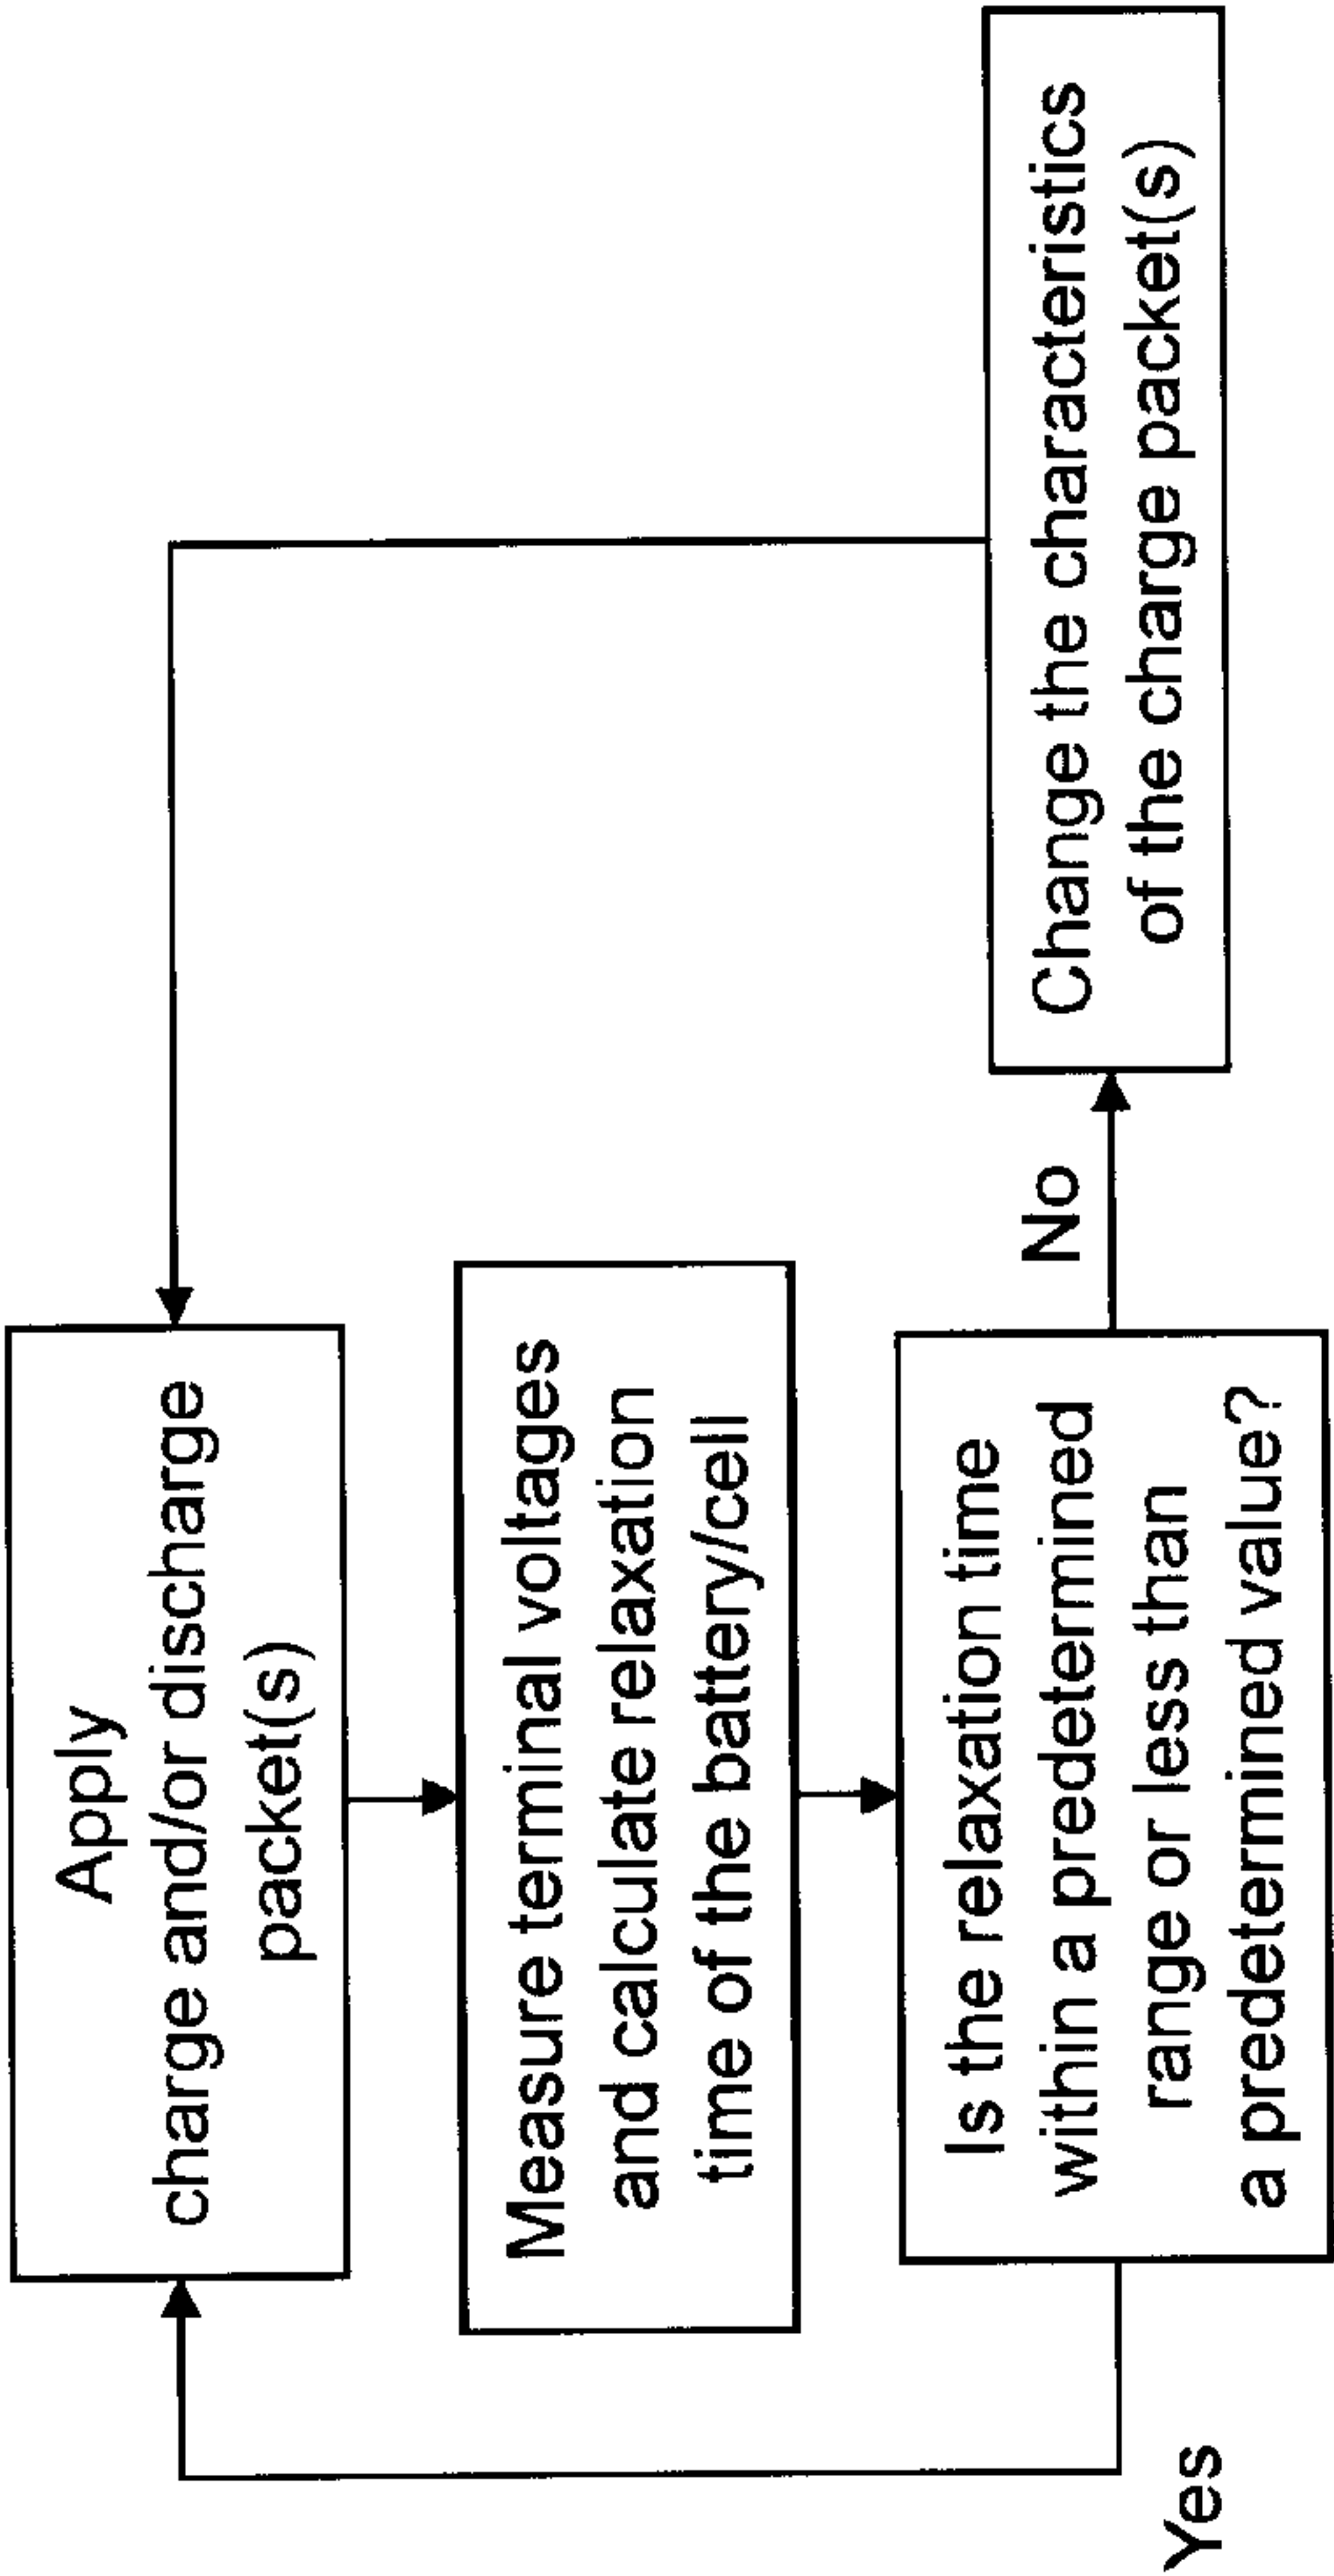 Apply
charge and/or discharge
packet(s)
Measure terminal voltages
and calculate relaxation
time of the battery/cell
Is the relaxation time
within a predetermined
range or less than
a predetermined value?
Yes
No
Change the characteristics
of the charge packet(s)